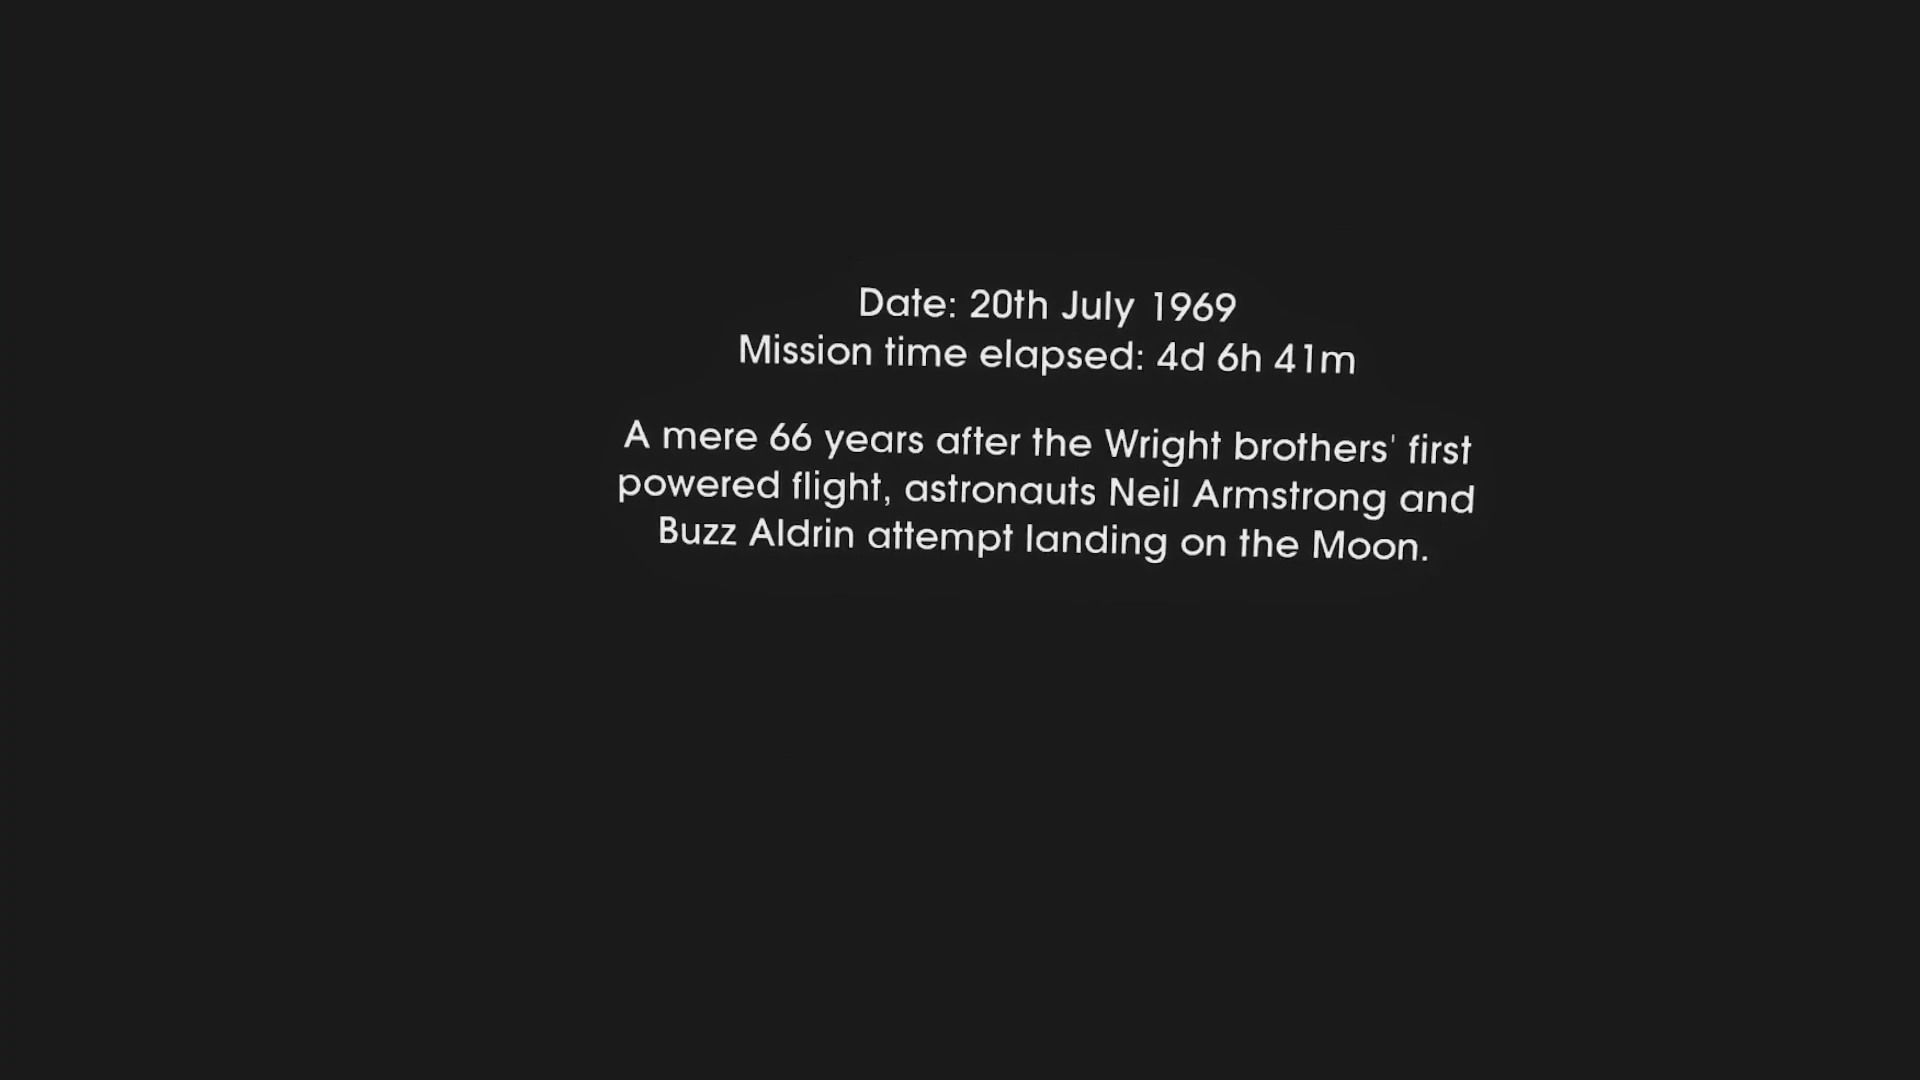 Date: 20th July 1969
Mission time elapsed: 4d 6h 41m
A mere 66 years after the Wright brothers' first
powered flight, astronauts Neil Armstrong and
Buzz Aldrin attempt landing on the Moon.